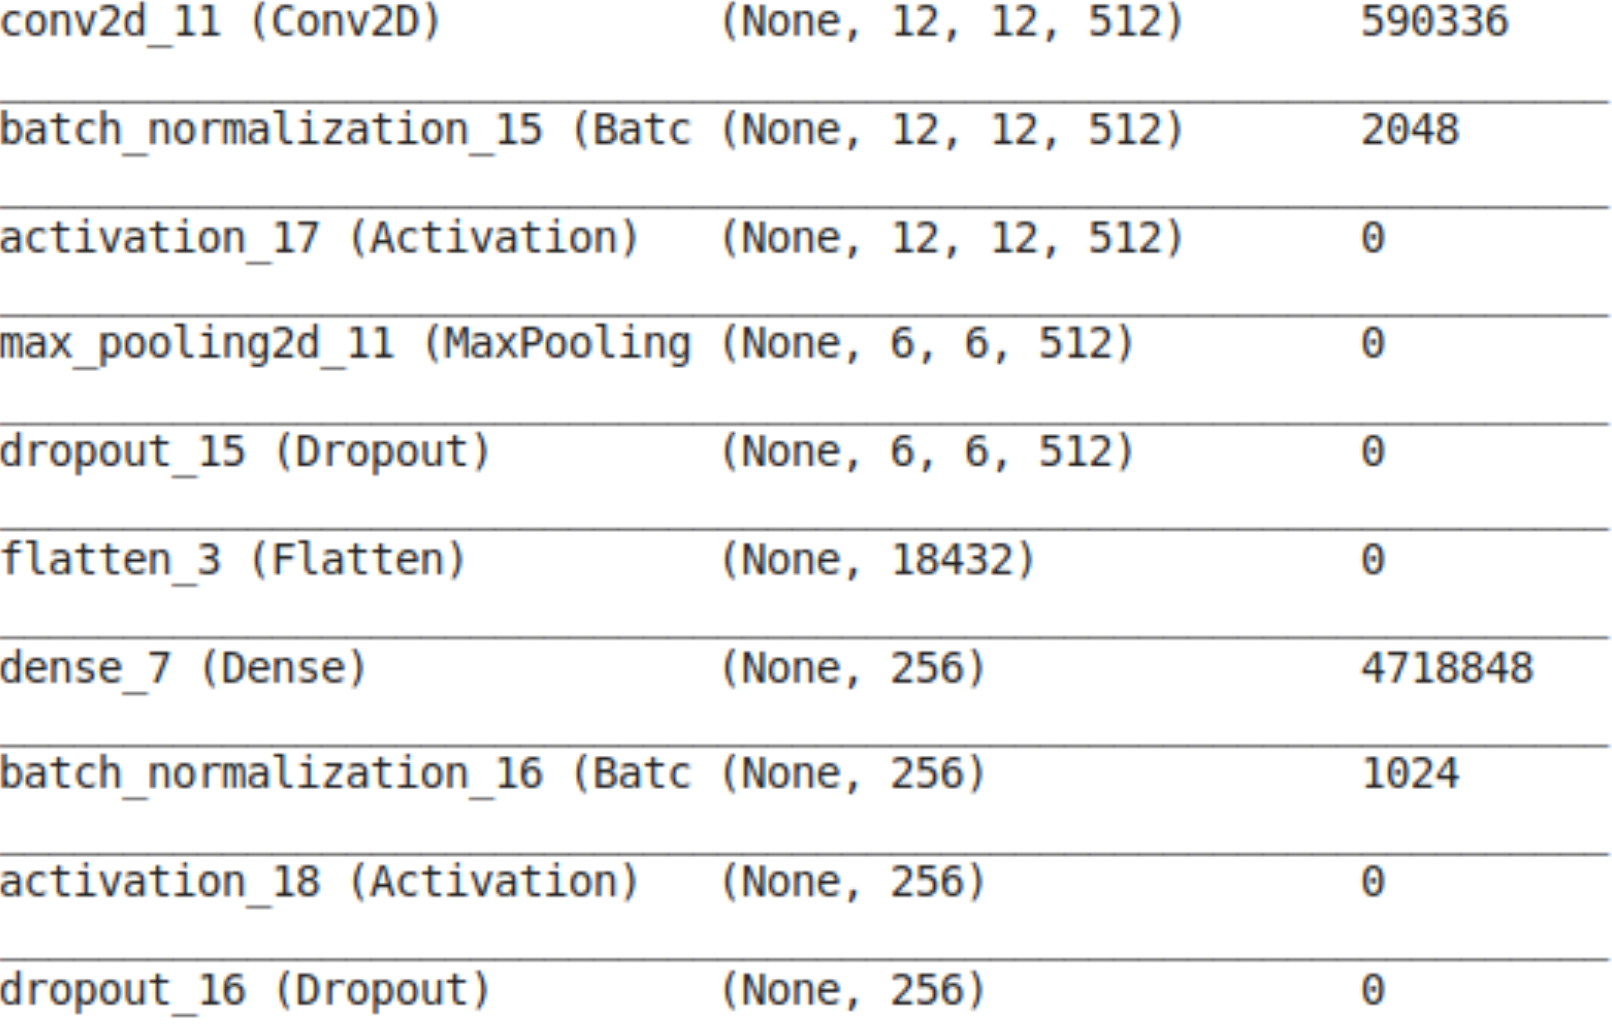 conv2d_11 (Conv2D) (None, 12, 12, 512) 590336
batch_normalization_15 (Batc (None, 12, 12, 512) 2048
activation_17 (Activation) (None, 12, 12, 512) 0
max_pooling2d_11 (MaxPooling (None, 6, 6, 512) 0
dropout_15 (Dropout) (None, 6, 6, 512) 0
flatten_3 (Flatten) (None, 18432) 0
dense_7 (Dense) (None, 256) 4718848
batch_normalization_16 (Batc (None, 256) 1024
activation_18 (Activation) (None, 256) 0
dropout_16 (Dropout) (None, 256) 0